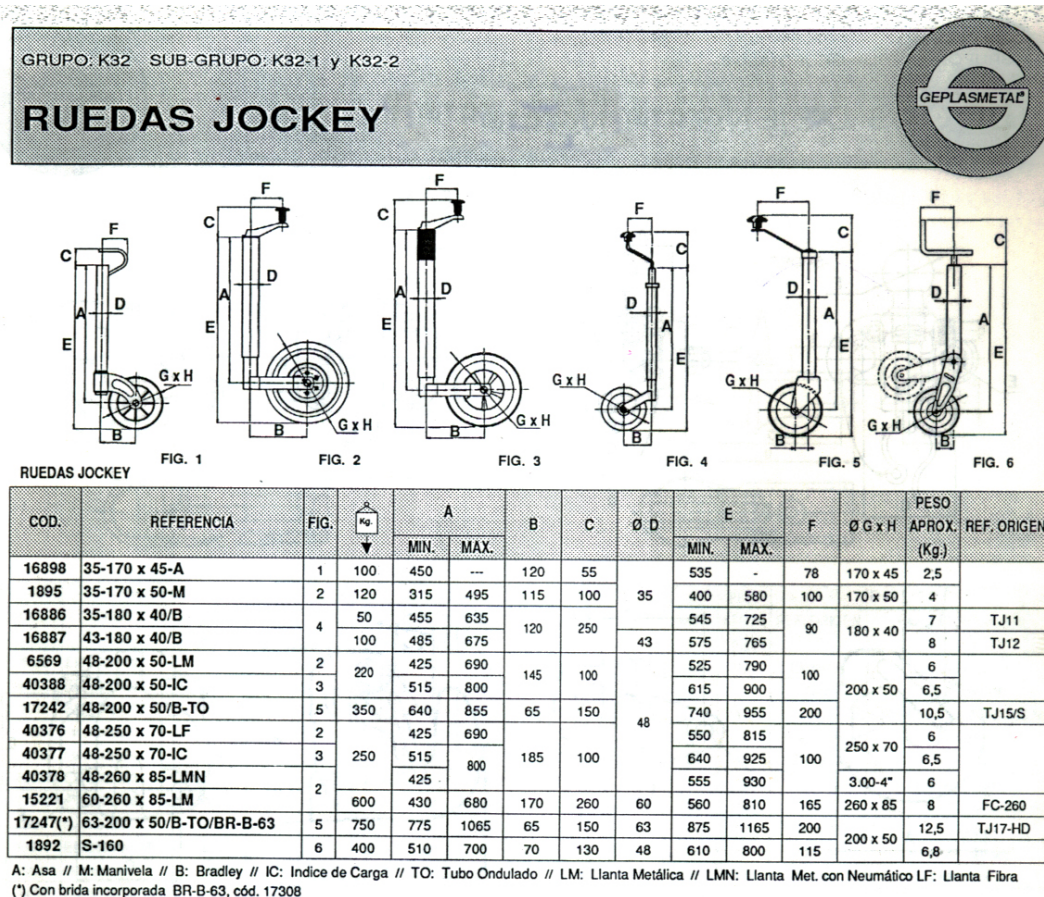 GRUPO: K32 SUB-GRUPO: K32-1 y K32-2
RUEDAS JOCKEY
GEPLASMETAL®
F
C
D
A
E
G x H
B
FIG. 1
F
C
D
A
E
G x H
B
FIG. 2
F
C
A
D
E
G x H
B
FIG. 3
F
C
D
A
E
G x H
B
FIG. 4
F
C
D
A
E
G x H
B
FIG. 5
F
C
D
A
E
G x H
B
FIG. 6
RUEDAS JOCKEY
COD. REFERENCIA FIG. Kg. A B C Ø D E F Ø G x H PESO APROX. (Kg.) REF. ORIGEN
MIN. MAX. MIN. MAX.
16898 35-170 x 45-A 1 100 450 --- 120 55 35 535 - 78 170 x 45 2,5
1895 35-170 x 50-M 2 120 315 495 115 100 400 580 100 170 x 50 4
16886 35-180 x 40/B 4 50 455 635 120 250 545 725 90 180 x 40 7 TJ11
16887 43-180 x 40/B 100 485 675 43 575 765 8 TJ12
6569 48-200 x 50-LM 2 220 425 690 145 100 48 525 790 100 200 x 50 6
40388 48-200 x 50-IC 3 515 800 615 900 6,5
17242 48-200 x 50/B-TO 5 350 640 855 65 150 740 955 200 10,5 TJ15/S
40376 48-250 x 70-LF 2 250 425 690 185 100 550 815 100 250 x 70 6
40377 48-250 x 70-IC 3 515 800 640 925 6,5
40378 48-260 x 85-LMN 2 425 555 930 3.00-4" 6
15221 60-260 x 85-LM 600 430 680 170 260 60 560 810 165 260 x 85 8 FC-260
17247(*) 63-200 x 50/B-TO/BR-B-63 5 750 775 1065 65 150 63 875 1165 200 200 x 50 12,5 TJ17-HD
1892 S-160 6 400 510 700 70 130 48 610 800 115 6,8
A: Asa // M: Manivela // B: Bradley // IC: Indice de Carga // TO: Tubo Ondulado // LM: Llanta Metálica // LMN: Llanta Met. con Neumático LF: Llanta Fibra
(*) Con brida incorporada BR-B-63, cód. 17308